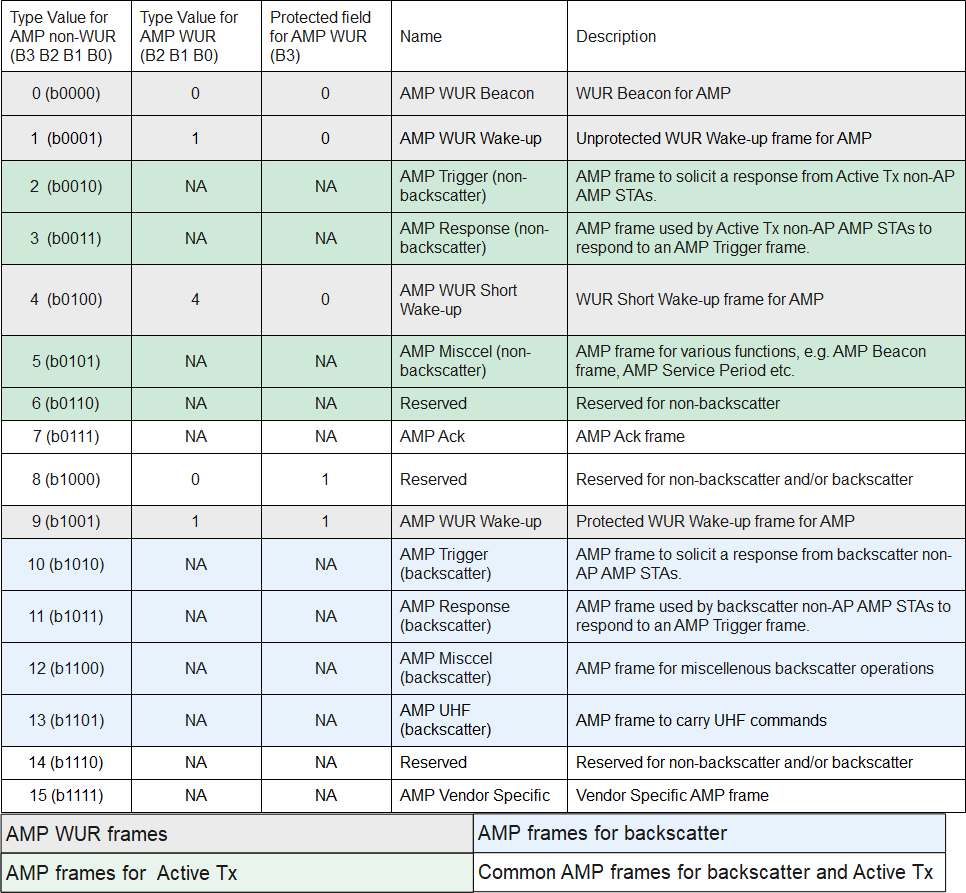 Type Value for
AMP non-WUR
(B3 B2 B1 B0)
Type Value for
AMP WUR
(B2 B1 B0)
Protected field
for AMP WUR
(B3)
Name
Description
0 (b0000)
0
0
AMP WUR Beacon
WUR Beacon for AMP
1 (b0001)
1
0
AMP WUR Wake-up
Unprotected WUR Wake-up frame for AMP
2 (b0010)
NA
NA
AMP Trigger (non-
backscatter)
AMP frame to solicit a response from Active Tx non-AP
AMP STAs.
3 (b0011)
NA
NA
AMP Response (non-
backscatter)
AMP frame used by Active Tx non-AP AMP STAs to
respond to an AMP Trigger frame.
4 (b0100)
4
0
AMP WUR Short
Wake-up
WUR Short Wake-up frame for AMP
5 (b0101)
NA
NA
AMP Misccel (non-
backscatter)
AMP frame for various functions, e.g. AMP Beacon
frame, AMP Service Period etc.
6 (b0110)
NA
NA
Reserved
Reserved for non-backscatter
7 (b0111)
NA
NA
AMP Ack
AMP Ack frame
8 (b1000)
0
1
Reserved
Reserved for non-backscatter and/or backscatter
9 (b1001)
1
1
AMP WUR Wake-up
Protected WUR Wake-up frame for AMP
10 (b1010)
NA
NA
AMP Trigger
(backscatter)
AMP frame to solicit a response from backscatter non-
AP AMP STAs.
11 (b1011)
NA
NA
AMP Response
(backscatter)
AMP frame used by backscatter non-AP AMP STAs to
respond to an AMP Trigger frame.
12 (b1100)
NA
NA
AMP Misccel
(backscatter)
AMP frame for miscellenous backscatter operations
13 (b1101)
NA
NA
AMP UHF
(backscatter)
AMP frame to carry UHF commands
14 (b1110)
NA
NA
Reserved
Reserved for non-backscatter and/or backscatter
15 (b1111)
NA
NA
AMP Vendor Specific
Vendor Specific AMP frame
AMP WUR frames
AMP frames for backscatter
AMP frames for Active Tx
Common AMP frames for backscatter and Active Tx